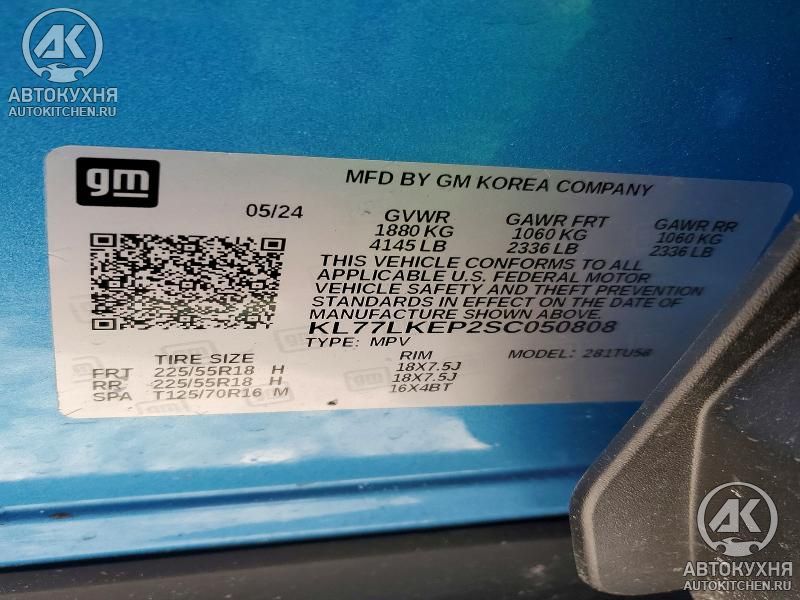 АК
АВТОКУХНЯ
AUTOKITCHEN.RU
gm
MFD BY GM KOREA COMPANY
05/24
GVWR GAWR FRT GAWR RR
1880 KG 1060 KG 1060 KG
4145 LB 2336 LB 2336 LB
THIS VEHICLE CONFORMS TO ALL
APPLICABLE U.S. FEDERAL MOTOR
VEHICLE SAFETY AND THEFT PREVENTION
STANDARDS IN EFFECT ON THE DATE OF
MANUFACTURE SHOWN ABOVE.
KL77LKEP2SC050808
TYPE: MPV MODEL: 281TU58
TIRE SIZE RIM
FRT 225/55R18 H 18X7.5J
RR 225/55R18 H 18X7.5J
SPA T125/70R16 M 16X4BT
АК
АВТОКУХНЯ
AUTOKITCHEN.RU